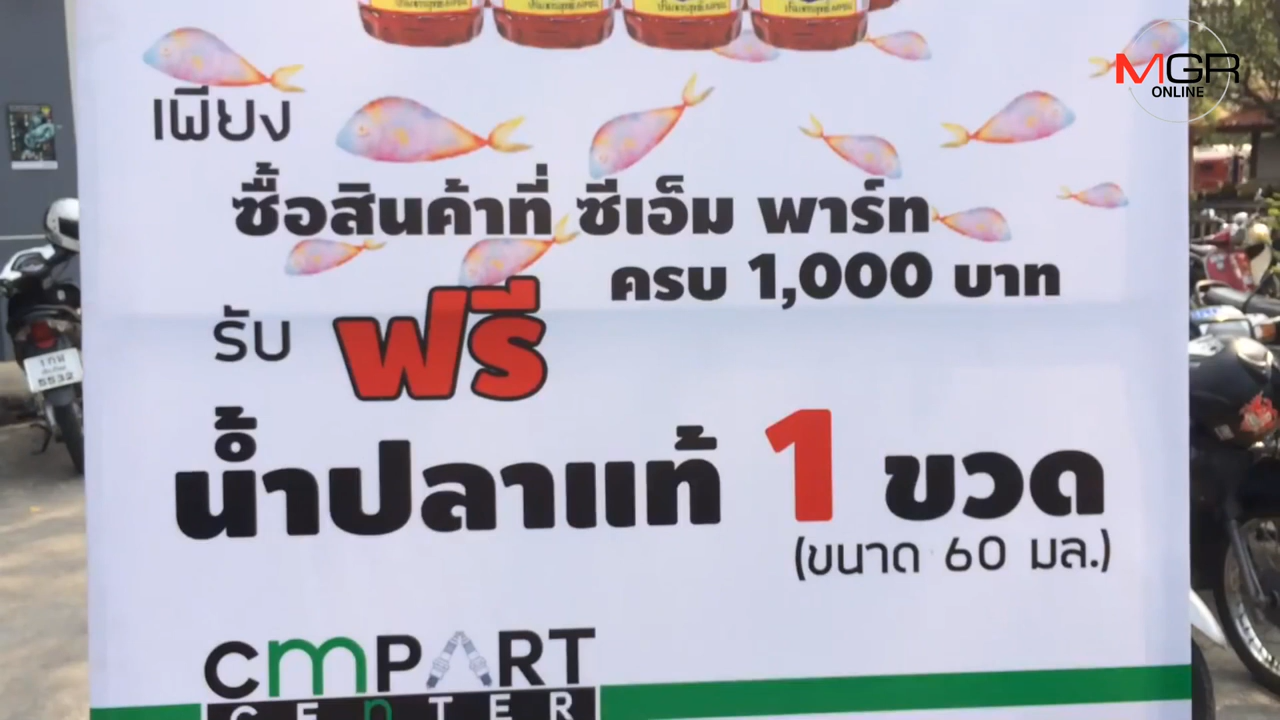 MGR
ONLINE
เพียง
ซื้อสินค้าที่ ซีเอ็ม พาร์ท
ครบ 1,000 บาท
รับ ฟรี
น้ำปลาแท้ 1 ขวด
(ขนาด 60 มล.)
cmPART
CEnTER
5532